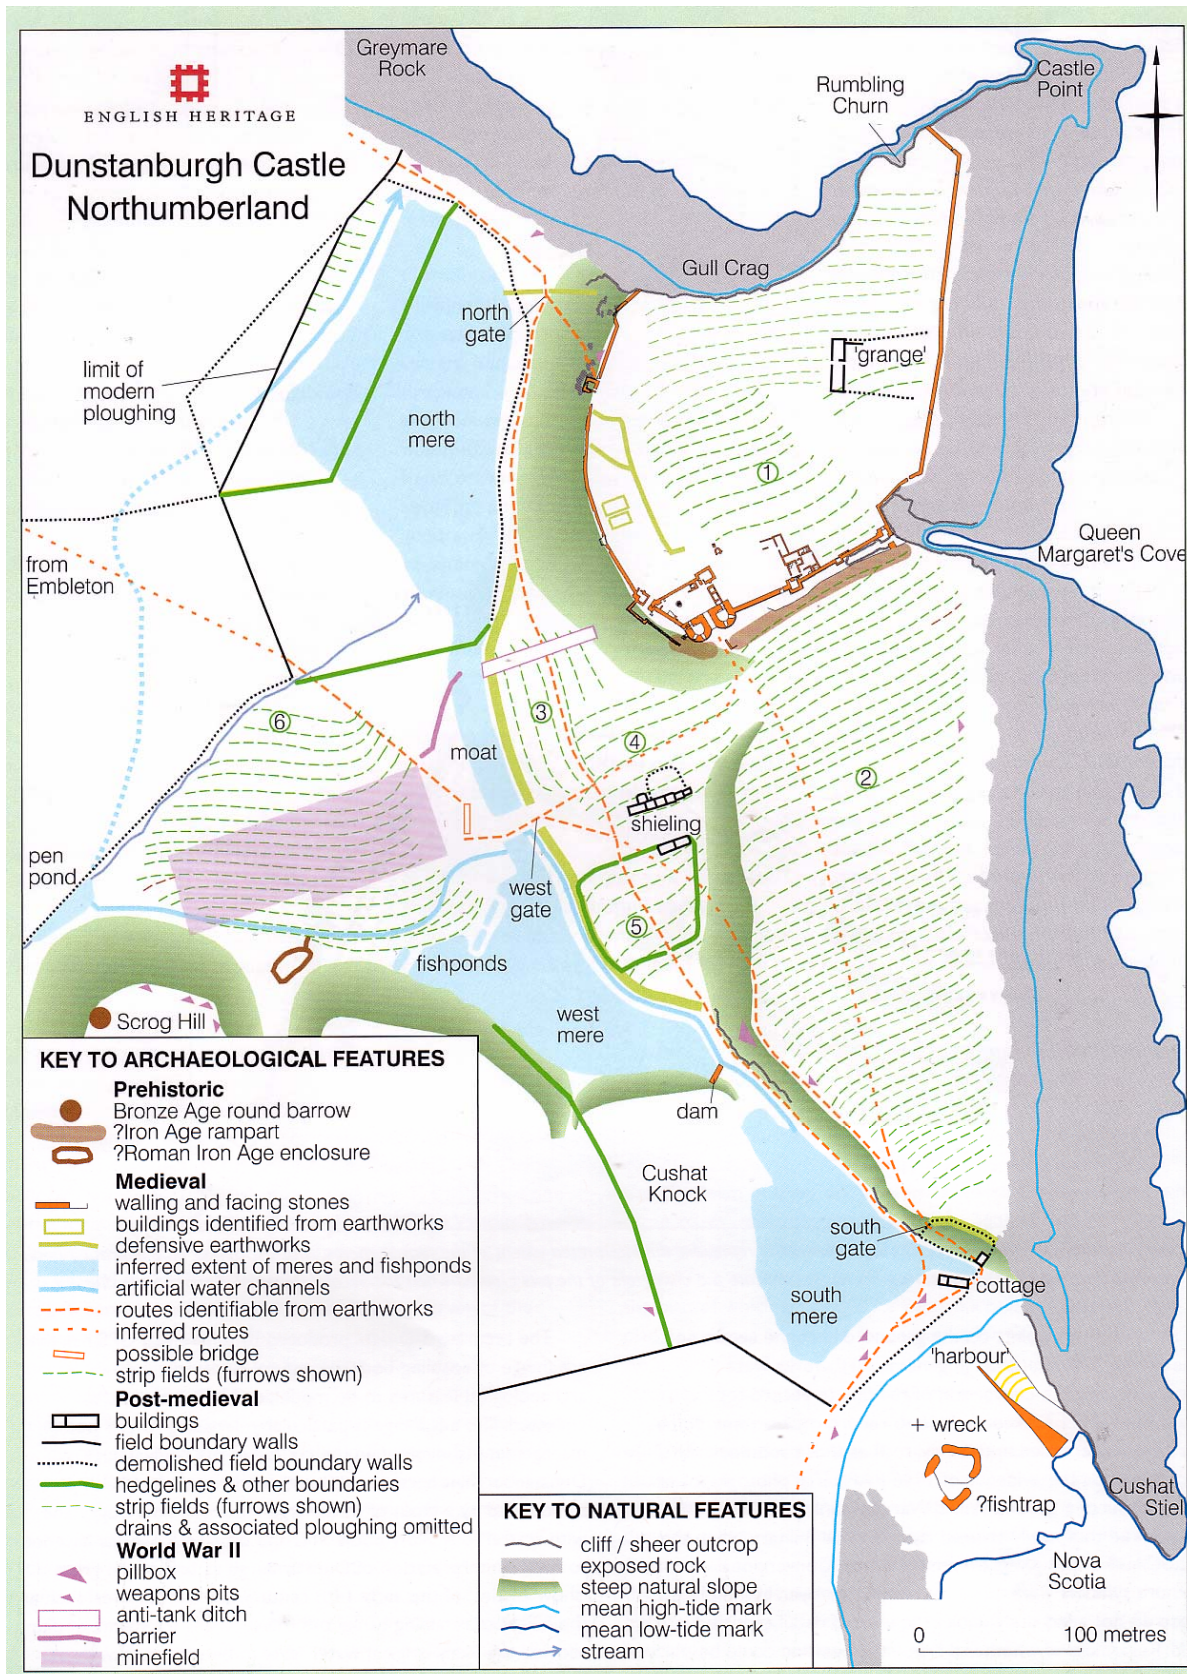 Greymare
Rock
Castle
Point
Rumbling
Churn
ENGLISH HERITAGE
Dunstanburgh Castle
Northumberland
Gull Crag
north
gate
'grange'
limit of
modern
ploughing
north
mere
1
Queen
Margaret's Cove
from
Embleton
6
3
4
moat
2
shieling
pen
pond
west
gate
5
fishponds
west
mere
Scrog Hill
dam
Cushat
Knock
south
gate
cottage
south
mere
'harbour'
+ wreck
?fishtrap
Cushat
Stiel
Nova
Scotia
0 100 metres
KEY TO ARCHAEOLOGICAL FEATURES
Prehistoric
Bronze Age round barrow
?Iron Age rampart
?Roman Iron Age enclosure
Medieval
walling and facing stones
buildings identified from earthworks
defensive earthworks
inferred extent of meres and fishponds
artificial water channels
routes identifiable from earthworks
inferred routes
possible bridge
strip fields (furrows shown)
Post-medieval
buildings
field boundary walls
demolished field boundary walls
hedgelines & other boundaries
strip fields (furrows shown)
drains & associated ploughing omitted
World War II
pillbox
weapons pits
anti-tank ditch
barrier
minefield
KEY TO NATURAL FEATURES
cliff / sheer outcrop
exposed rock
steep natural slope
mean high-tide mark
mean low-tide mark
stream